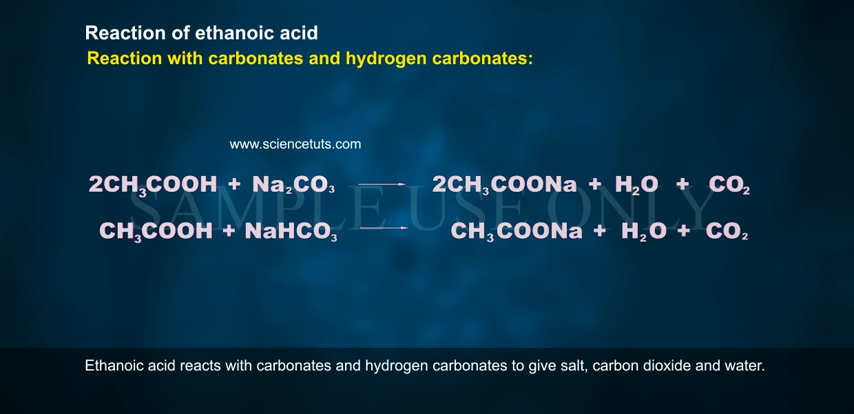 Reaction of ethanoic acid
Reaction with carbonates and hydrogen carbonates:
www.sciencetuts.com
2CH₃COOH + Na₂CO₃ ⟶ 2CH₃COONa + H₂O + CO₂
SAMPLE USE ONLY
CH₃COOH + NaHCO₃ ⟶ CH₃COONa + H₂O + CO₂
Ethanoic acid reacts with carbonates and hydrogen carbonates to give salt, carbon dioxide and water.